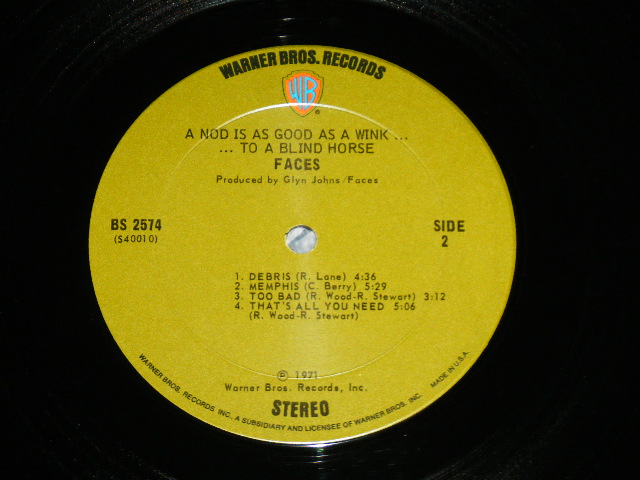 WARNER BROS. RECORDS
WB
®
A NOD IS AS GOOD AS A WINK ...
... TO A BLIND HORSE
FACES
Produced by Glyn Johns/Faces
BS 2574
(S40010)
SIDE
2
1. DEBRIS (R. Lane) 4:36
2. MEMPHIS (C. Berry) 5:29
3. TOO BAD (R. Wood-R. Stewart) 3:12
4. THAT'S ALL YOU NEED 5:06
(R. Wood-R. Stewart)
℗ 1971
Warner Bros. Records, Inc.
STEREO
WARNER BROS. RECORDS INC. A SUBSIDIARY AND LICENSEE OF WARNER BROS. INC. MADE IN U.S.A.